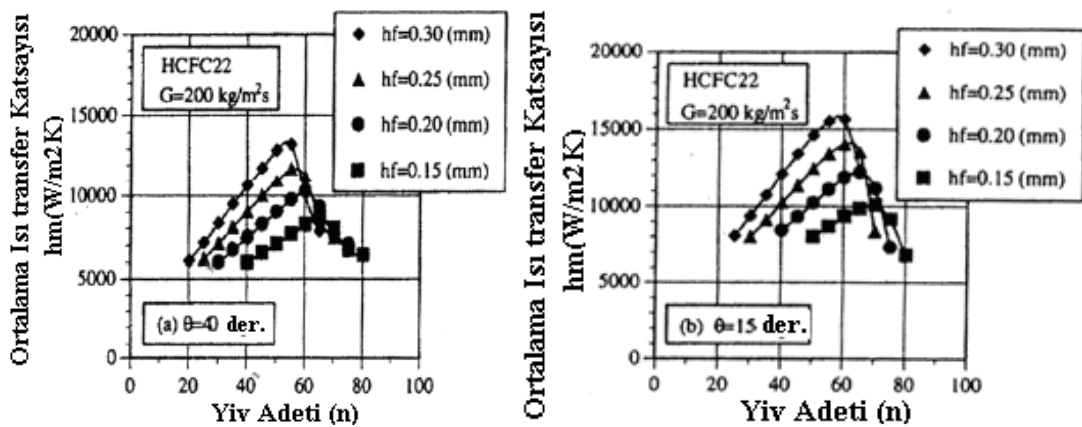 Ortalama Isı transfer Katsayısı
hm(W/m2K)
20000
15000
10000
5000
0
HCFC22
G=200 kg/m²s
hf=0.30 (mm)
hf=0.25 (mm)
hf=0.20 (mm)
hf=0.15 (mm)
(a) θ=40 der.
0 20 40 60 80 100
Yiv Adeti (n)
Ortalama Isı transfer Katsayısı
hm(W/m2K)
20000
15000
10000
5000
0
HCFC22
G=200 kg/m²s
hf=0.30 (mm)
hf=0.25 (mm)
hf=0.20 (mm)
hf=0.15 (mm)
(b) θ=15 der.
0 20 40 60 80 100
Yiv Adeti (n)